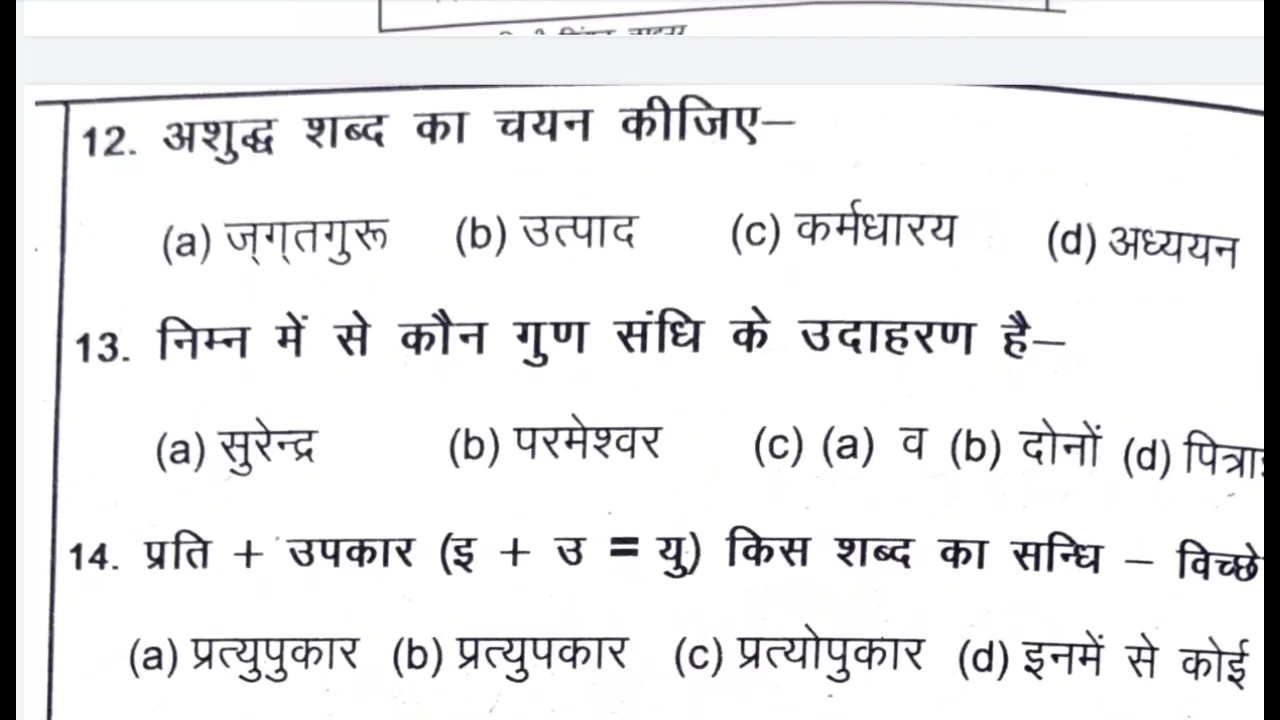 12. अशुद्ध शब्द का चयन कीजिए–
(a) ज्ग्तगुरू (b) उत्पाद (c) कर्मधारय (d) अध्ययन
13. निम्न में से कौन गुण संधि के उदाहरण है–
(a) सुरेन्द्र (b) परमेश्वर (c) (a) व (b) दोनों (d)
14. प्रति + उपकार (इ + उ = यु) किस शब्द का सन्धि –
(a) प्रत्युपुकार (b) प्रत्युपकार (c) प्रत्योपुकार (d) इनमें से कोई